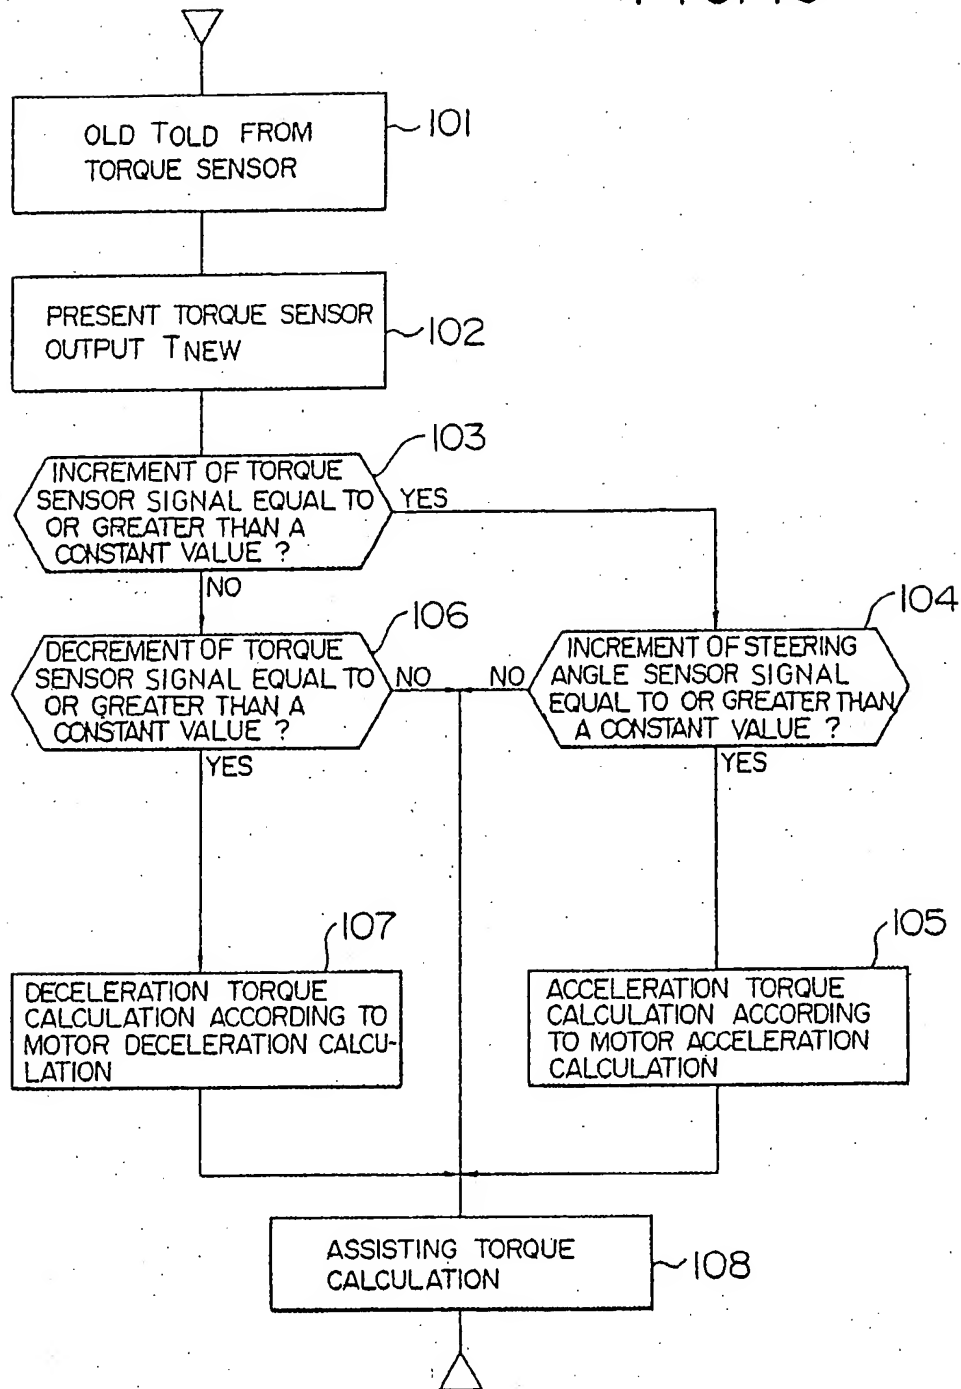 OLD TOLD FROM
TORQUE SENSOR
101
PRESENT TORQUE SENSOR
OUTPUT TNEW
102
103
INCREMENT OF TORQUE
SENSOR SIGNAL EQUAL TO
OR GREATER THAN A
CONSTANT VALUE ?
YES
NO
106
DECREMENT OF TORQUE
SENSOR SIGNAL EQUAL TO
OR GREATER THAN A
CONSTANT VALUE ?
NO
YES
104
INCREMENT OF STEERING
ANGLE SENSOR SIGNAL
EQUAL TO OR GREATER THAN
A CONSTANT VALUE ?
NO
YES
107
DECELERATION TORQUE
CALCULATION ACCORDING TO
MOTOR DECELERATION CALCU-
LATION
105
ACCELERATION TORQUE
CALCULATION ACCORDING
TO MOTOR ACCELERATION
CALCULATION
ASSISTING TORQUE
CALCULATION
108